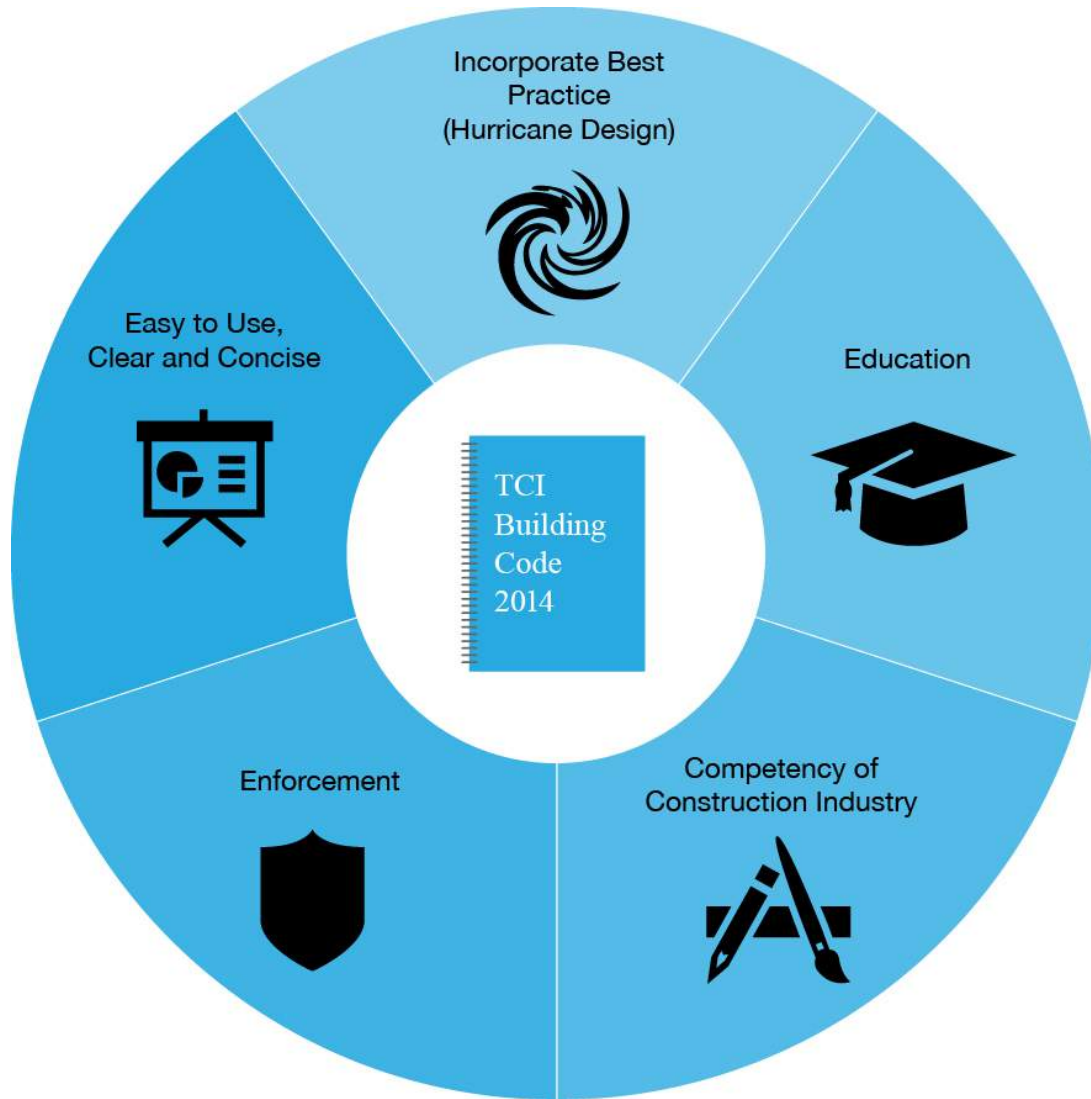 Incorporate Best
Practice
(Hurricane Design)
Easy to Use,
Clear and Concise
Education
TCI
Building
Code
2014
Enforcement
Competency of
Construction Industry